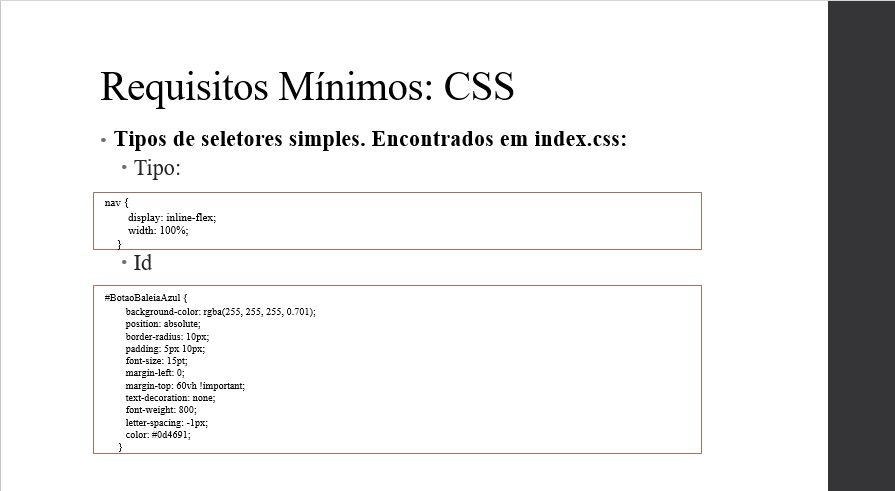 Requisitos Mínimos: CSS
• Tipos de seletores simples. Encontrados em index.css:
• Tipo:
nav {
display: inline-flex;
width: 100%;
}
• Id
#BotaoBaleiaAzul {
background-color: rgba(255, 255, 255, 0.701);
position: absolute;
border-radius: 10px;
padding: 5px 10px;
font-size: 15pt;
margin-left: 0;
margin-top: 60vh !important;
text-decoration: none;
font-weight: 800;
letter-spacing: -1px;
color: #0d4691;
}